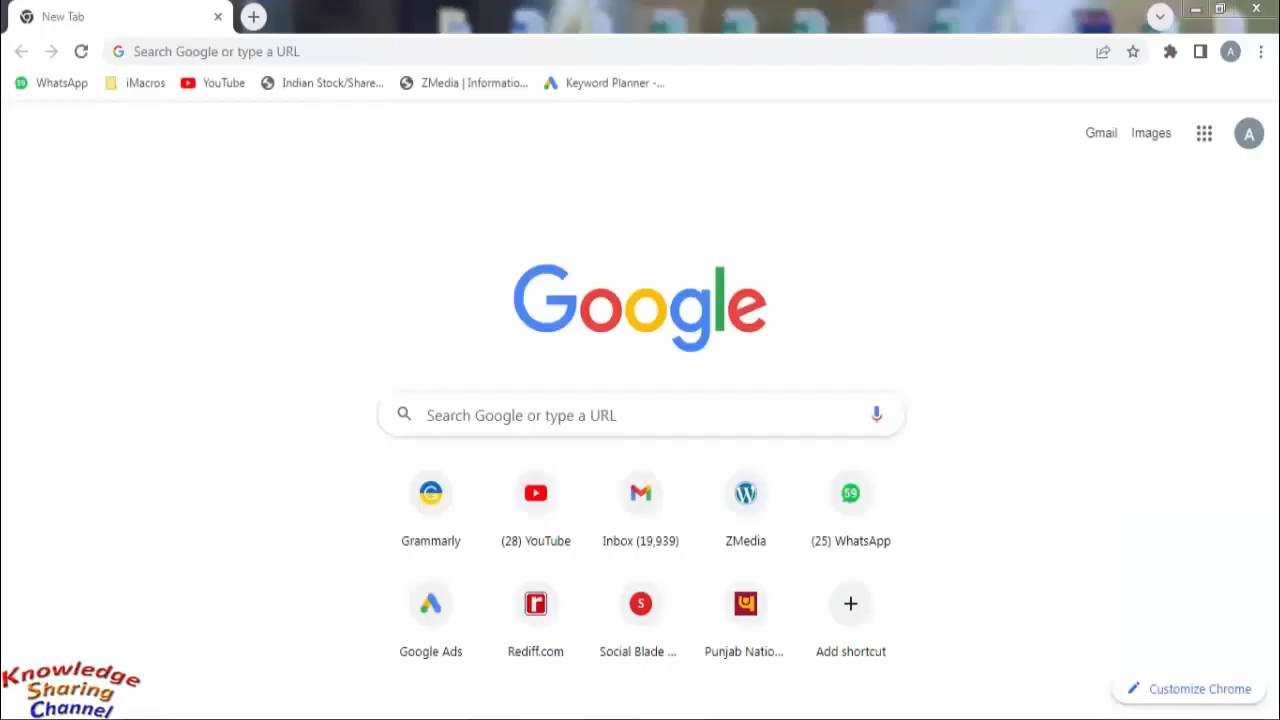 New Tab
Search Google or type a URL
A
59 WhatsApp
iMacros
YouTube
Indian Stock/Share...
ZMedia | Informatio...
Keyword Planner -...
Gmail
Images
A
Google
Search Google or type a URL
59
Grammarly
(28) YouTube
Inbox (19,939)
ZMedia
(25) WhatsApp
S
Google Ads
Rediff.com
Social Blade ...
Punjab Natio...
Add shortcut
Knowledge
Sharing
Channel
Customize Chrome